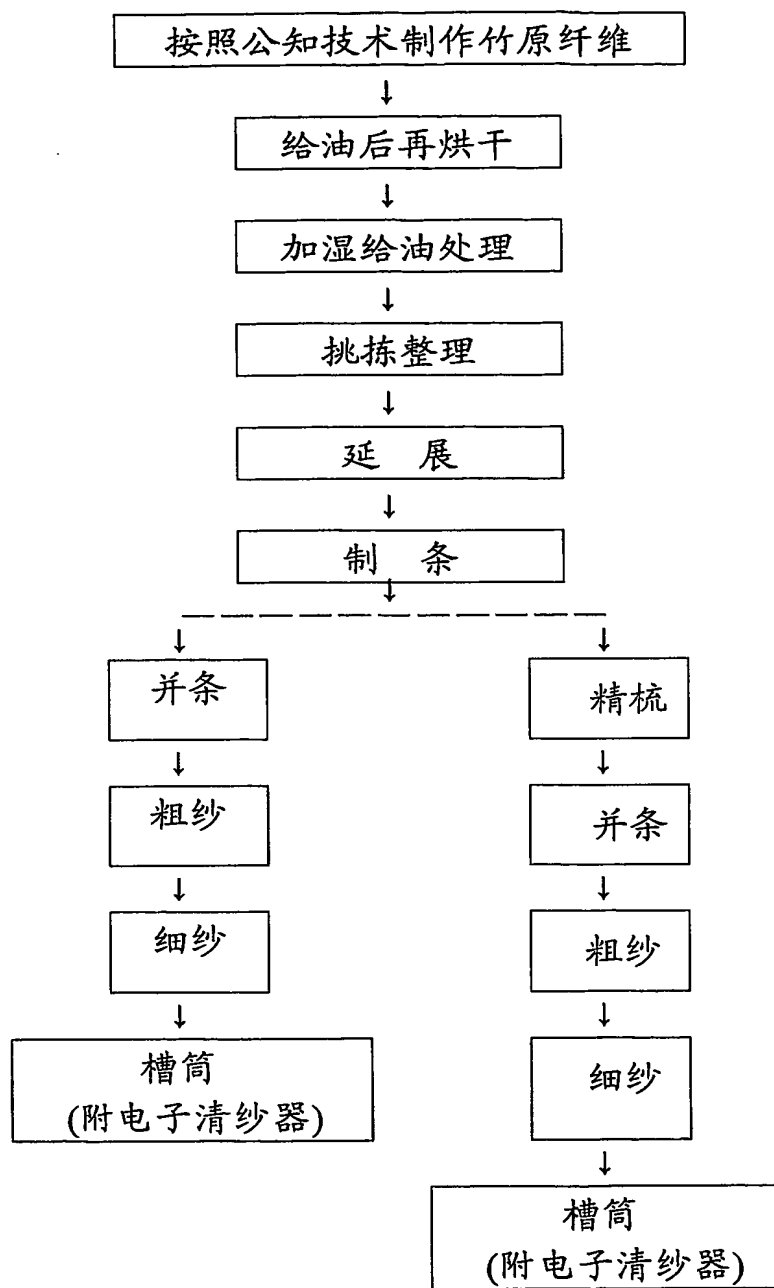 按照公知技术制作竹原纤维
↓
给油后再烘干
↓
加湿给油处理
↓
挑拣整理
↓
延 展
↓
制 条
↓
↓
并条
↓
粗纱
↓
细纱
↓
槽筒
(附电子清纱器)
↓
精梳
↓
并条
↓
粗纱
↓
细纱
↓
槽筒
(附电子清纱器)